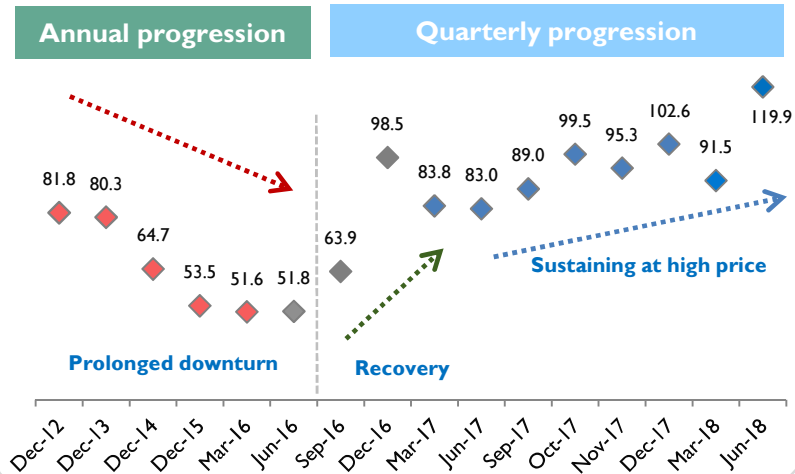 Annual progression
Quarterly progression
81.8
80.3
64.7
53.5
51.6
51.8
63.9
98.5
83.8
83.0
89.0
99.5
95.3
102.6
91.5
119.9
Sustaining at high price
Prolonged downturn
Recovery
Dec-12
Dec-13
Dec-14
Dec-15
Mar-16
Jun-16
Sep-16
Dec-16
Mar-17
Jun-17
Sep-17
Oct-17
Nov-17
Dec-17
Mar-18
Jun-18